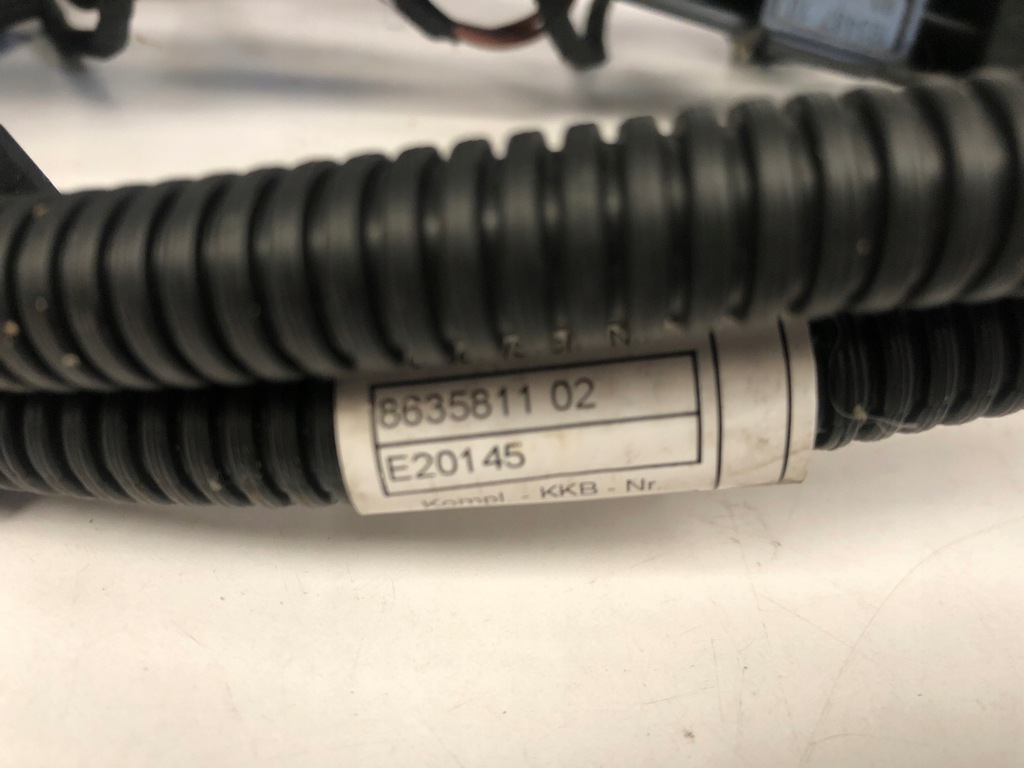 8635811 02
E20145
Kompl - KKB - Nr.